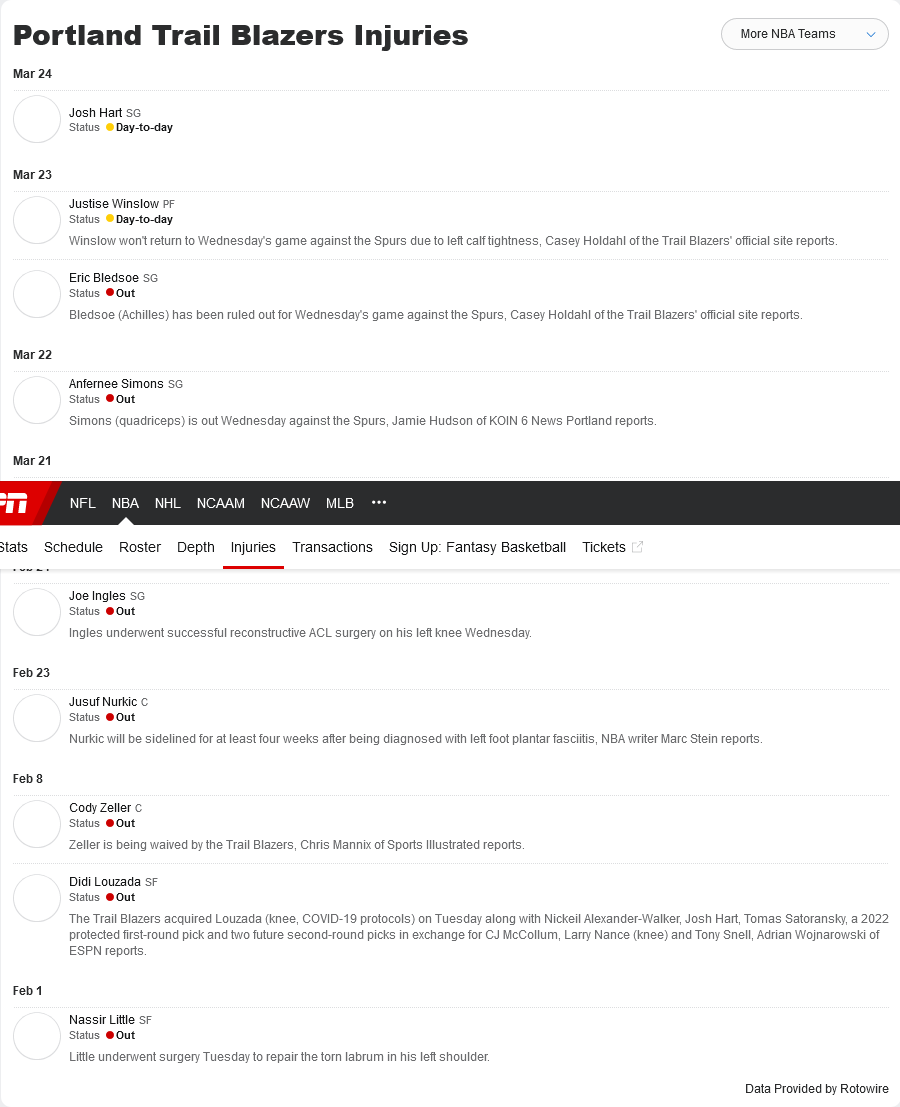 Portland Trail Blazers Injuries
More NBA Teams
Mar 24
Josh Hart SG
Status Day-to-day
Mar 23
Justise Winslow PF
Status Day-to-day
Winslow won't return to Wednesday's game against the Spurs due to left calf tightness, Casey Holdahl of the Trail Blazers' official site reports.
Eric Bledsoe SG
Status Out
Bledsoe (Achilles) has been ruled out for Wednesday's game against the Spurs, Casey Holdahl of the Trail Blazers' official site reports.
Mar 22
Anfernee Simons SG
Status Out
Simons (quadriceps) is out Wednesday against the Spurs, Jamie Hudson of KOIN 6 News Portland reports.
Mar 21
NFL NBA NHL NCAAM NCAAW MLB •••
Stats Schedule Roster Depth Injuries Transactions Sign Up: Fantasy Basketball Tickets
Joe Ingles SG
Status Out
Ingles underwent successful reconstructive ACL surgery on his left knee Wednesday.
Feb 23
Jusuf Nurkic C
Status Out
Nurkic will be sidelined for at least four weeks after being diagnosed with left foot plantar fasciitis, NBA writer Marc Stein reports.
Feb 8
Cody Zeller C
Status Out
Zeller is being waived by the Trail Blazers, Chris Mannix of Sports Illustrated reports.
Didi Louzada SF
Status Out
The Trail Blazers acquired Louzada (knee, COVID-19 protocols) on Tuesday along with Nickeil Alexander-Walker, Josh Hart, Tomas Satoransky, a 2022
protected first-round pick and two future second-round picks in exchange for CJ McCollum, Larry Nance (knee) and Tony Snell, Adrian Wojnarowski of
ESPN reports.
Feb 1
Nassir Little SF
Status Out
Little underwent surgery Tuesday to repair the torn labrum in his left shoulder.
Data Provided by Rotowire